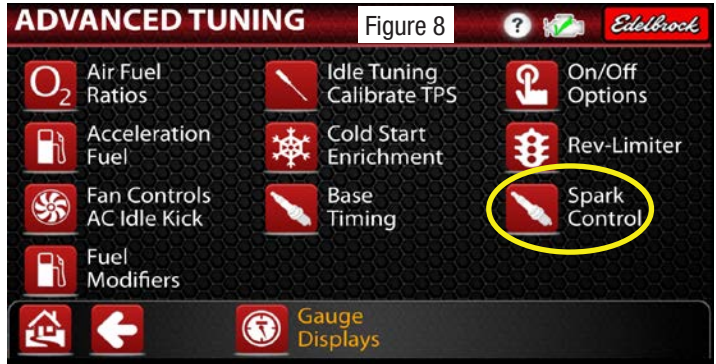 ADVANCED TUNING
Figure 8
?
Edelbrock
O2
Air Fuel
Ratios
Idle Tuning
Calibrate TPS
On/Off
Options
Acceleration
Fuel
Cold Start
Enrichment
Rev-Limiter
Fan Controls
AC Idle Kick
Base
Timing
Spark
Control
Fuel
Modifiers
Gauge
Displays